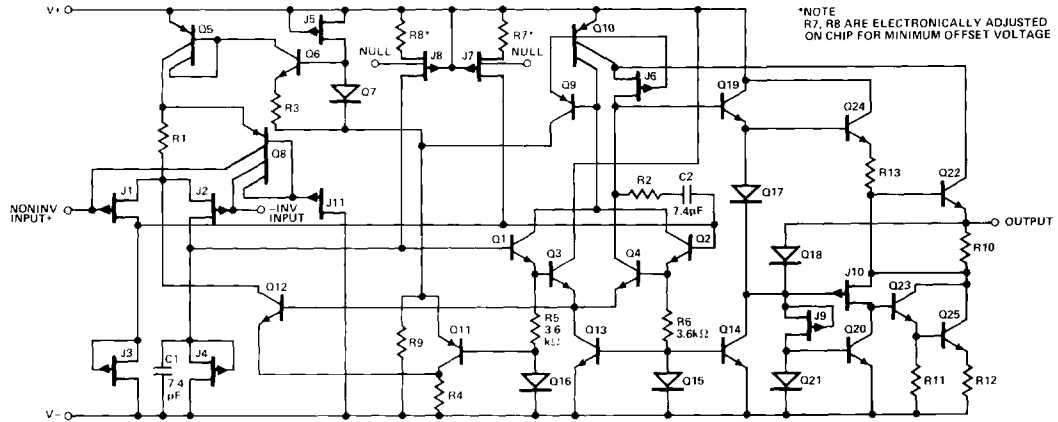 V+
*NOTE
R7, R8 ARE ELECTRONICALLY ADJUSTED
ON CHIP FOR MINIMUM OFFSET VOLTAGE
Q5
J5
R8*
R7*
Q10
Q6
NULL
J8
J7
NULL
J6
Q7
Q9
Q19
Q24
R3
R1
Q8
R13
Q22
R2
C2
7.4pF
Q17
J1
J2
NONINV
INPUT+
-INV
INPUT
J11
OUTPUT
Q1
Q3
Q4
Q2
Q18
R10
J10
Q12
Q23
J9
R5
3.6
kΩ
R6
3.6kΩ
Q11
Q13
Q14
Q20
Q25
R9
J3
C1
7.4
pF
J4
Q16
Q15
Q21
R11
R12
R4
V-